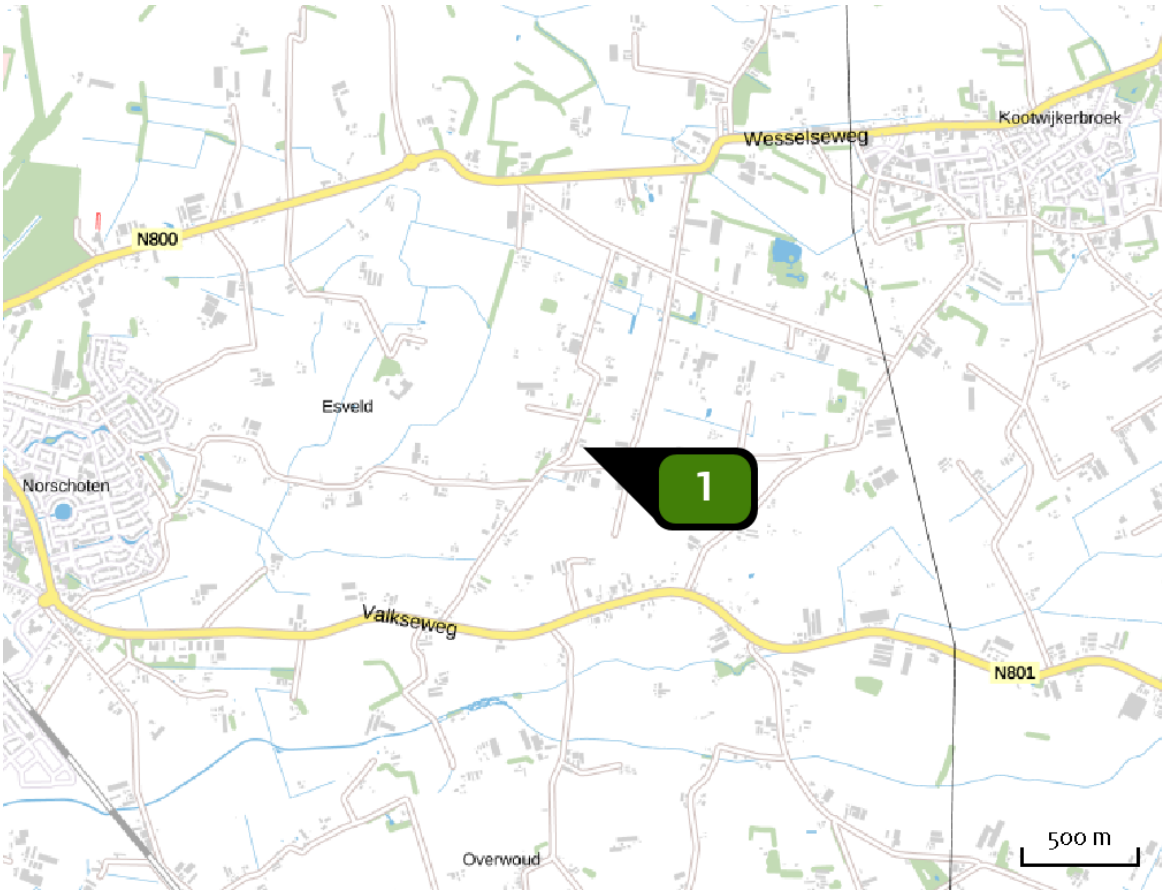 Kootwijkerbroek
Wesselseweg
N800
Esveld
Norschoten
1
Valkseweg
N801
500 m
Overwoud